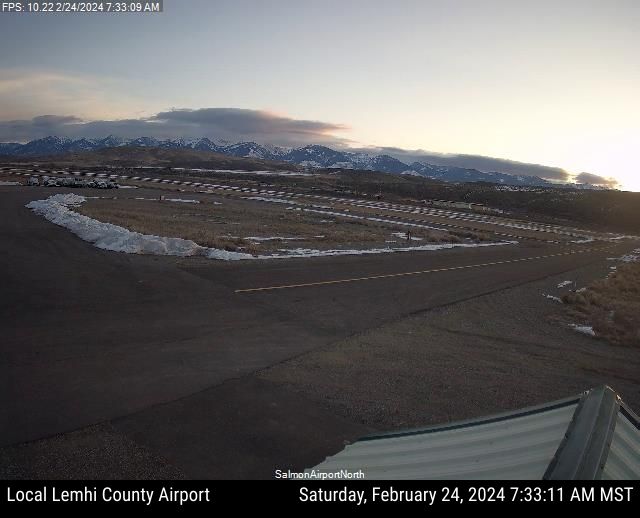 FPS: 10.22 2/24/2024 7:33:09 AM
SalmonAirportNorth
Local Lemhi County Airport
Saturday, February 24, 2024 7:33:11 AM MST